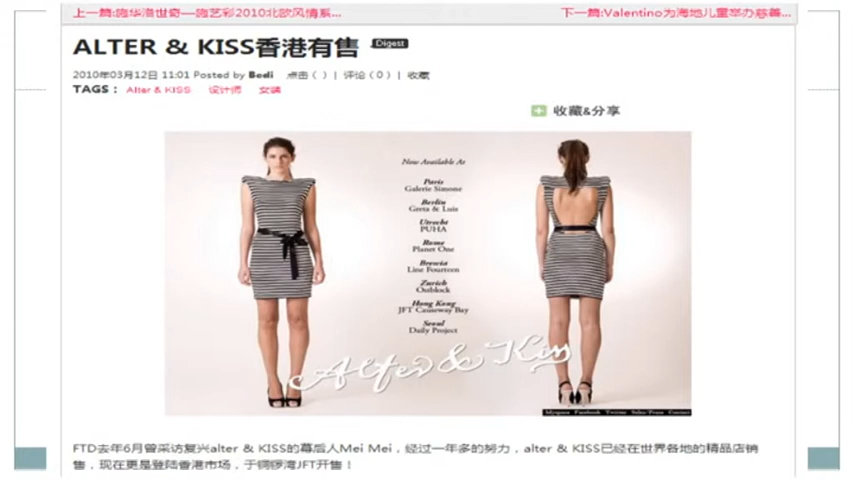 上一篇:施华洛世奇—施艺彩2010北欧风情系...
下一篇:Valentino为海地儿童举办慈善...
ALTER & KISS香港有售 Digest
2010年03月12日 11:01 Posted by Bodi 点击 ( ) | 评论 ( 0 ) | 收藏
TAGS： Alter & KISS 设计师 女装
收藏&分享
Now Available At
Paris
Galerie Simone
Berlin
Greta & Luis
Utrecht
PUHA
Rome
Planet One
Brescia
Line Fourteen
Zurich
Outblock
Hong Kong
JFT Causeway Bay
Seoul
Daily Project
Alter & Kiss
Myspace Facebook Twitter Sales/Press Contact
FTD去年6月曾采访复兴alter & KISS的幕后人Mei Mei，经过一年多的努力，alter & KISS已经在世界各地的精品店销
售，现在更是登陆香港市场，于铜锣湾JFT开售！